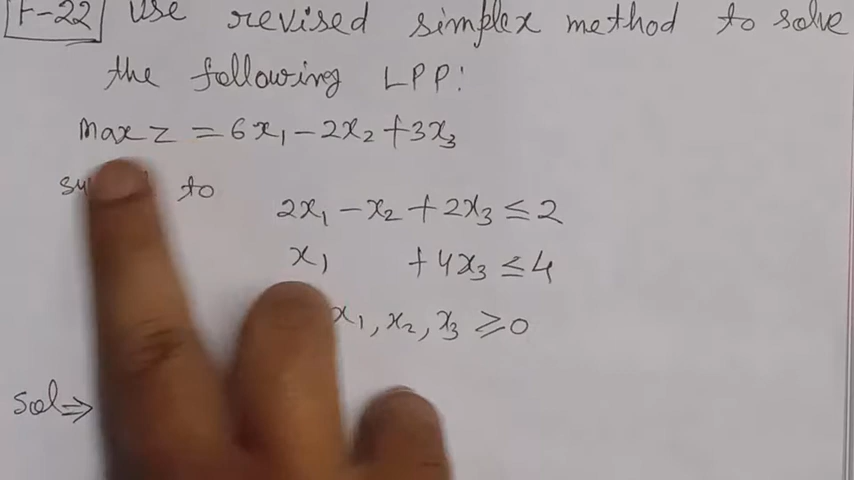 F-22 Use revised simplex method to solve
the following LPP:
Max z = 6x₁ - 2x₂ + 3x₃
to
2x₁ - x₂ + 2x₃ ≤ 2
x₁ + 4x₃ ≤ 4
x₁, x₂, x₃ ≥ 0
Sol ⇒